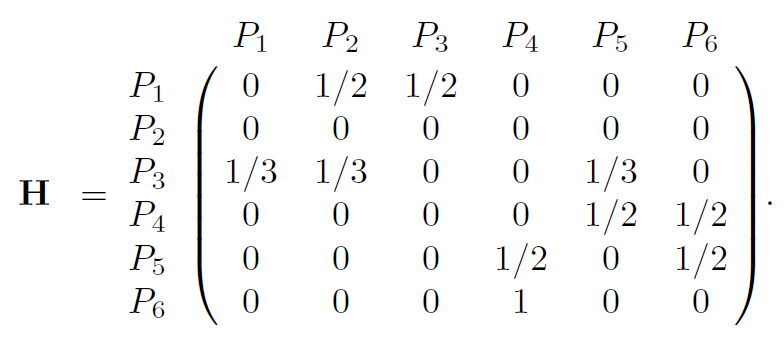 P₁ P₂ P₃ P₄ P₅ P₆
P₁ 0 1/2 1/2 0 0 0
P₂ 0 0 0 0 0 0
P₃ 1/3 1/3 0 0 1/3 0
H =
P₄ 0 0 0 0 1/2 1/2 .
P₅ 0 0 0 1/2 0 1/2
P₆ 0 0 0 1 0 0